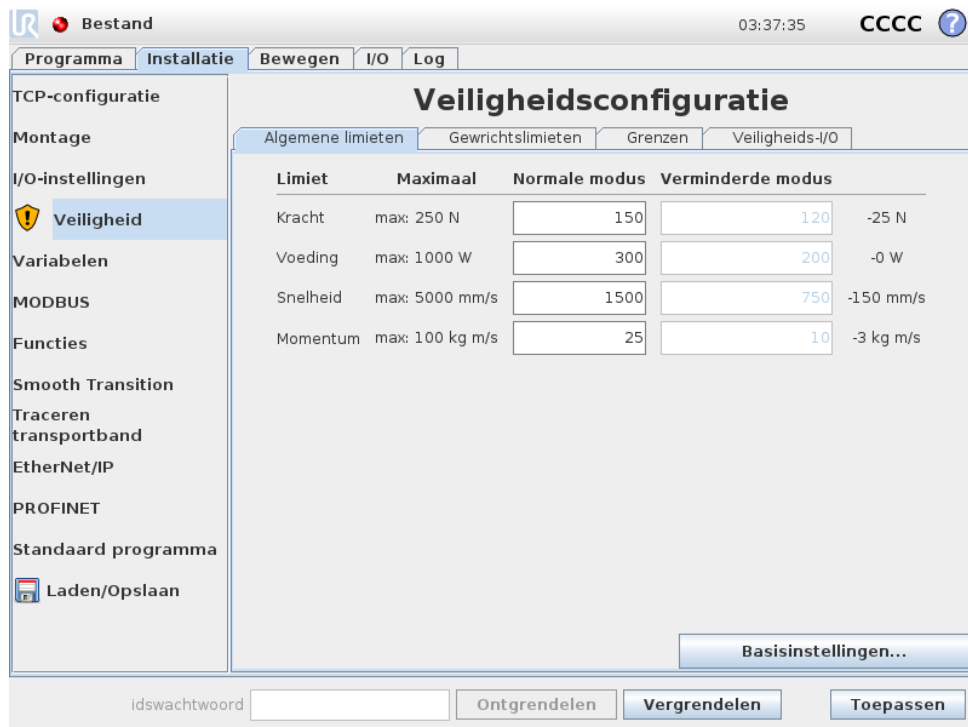 UR Bestand 03:37:35 CCCC ?
Programma Installatie Bewegen I/O Log
TCP-configuratie
Montage
I/O-instellingen
Veiligheid
Variabelen
MODBUS
Functies
Smooth Transition
Traceren
transportband
EtherNet/IP
PROFINET
Standaard programma
Laden/Opslaan
Veiligheidsconfiguratie
Algemene limieten Gewrichtslimieten Grenzen Veiligheids-I/O
Limiet Maximaal Normale modus Verminderde modus
Kracht max: 250 N 150 120 -25 N
Voeding max: 1000 W 300 200 -0 W
Snelheid max: 5000 mm/s 1500 750 -150 mm/s
Momentum max: 100 kg m/s 25 10 -3 kg m/s
Basisinstellingen...
idswachtwoord Ontgrendelen Vergrendelen Toepassen